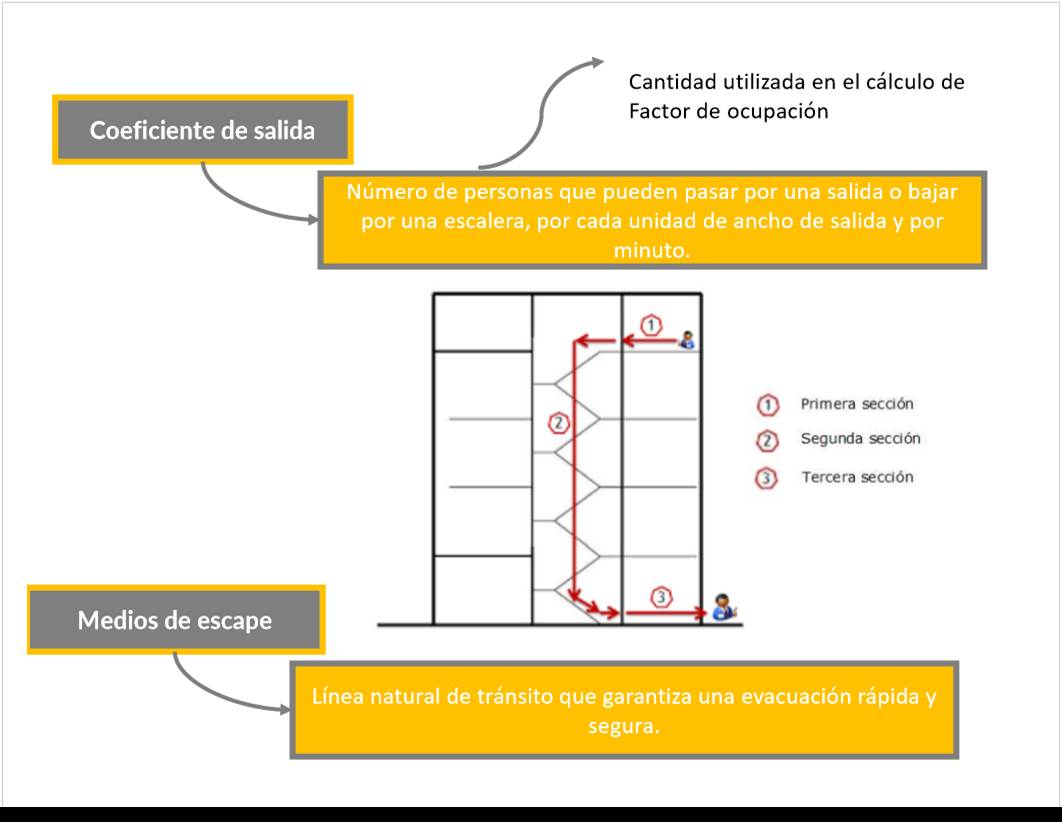 Cantidad utilizada en el cálculo de
Factor de ocupación
Coeficiente de salida
Número de personas que pueden pasar por una salida o bajar
por una escalera, por cada unidad de ancho de salida y por
minuto.
1
2
3
1 Primera sección
2 Segunda sección
3 Tercera sección
Medios de escape
Línea natural de tránsito que garantiza una evacuación rápida y
segura.